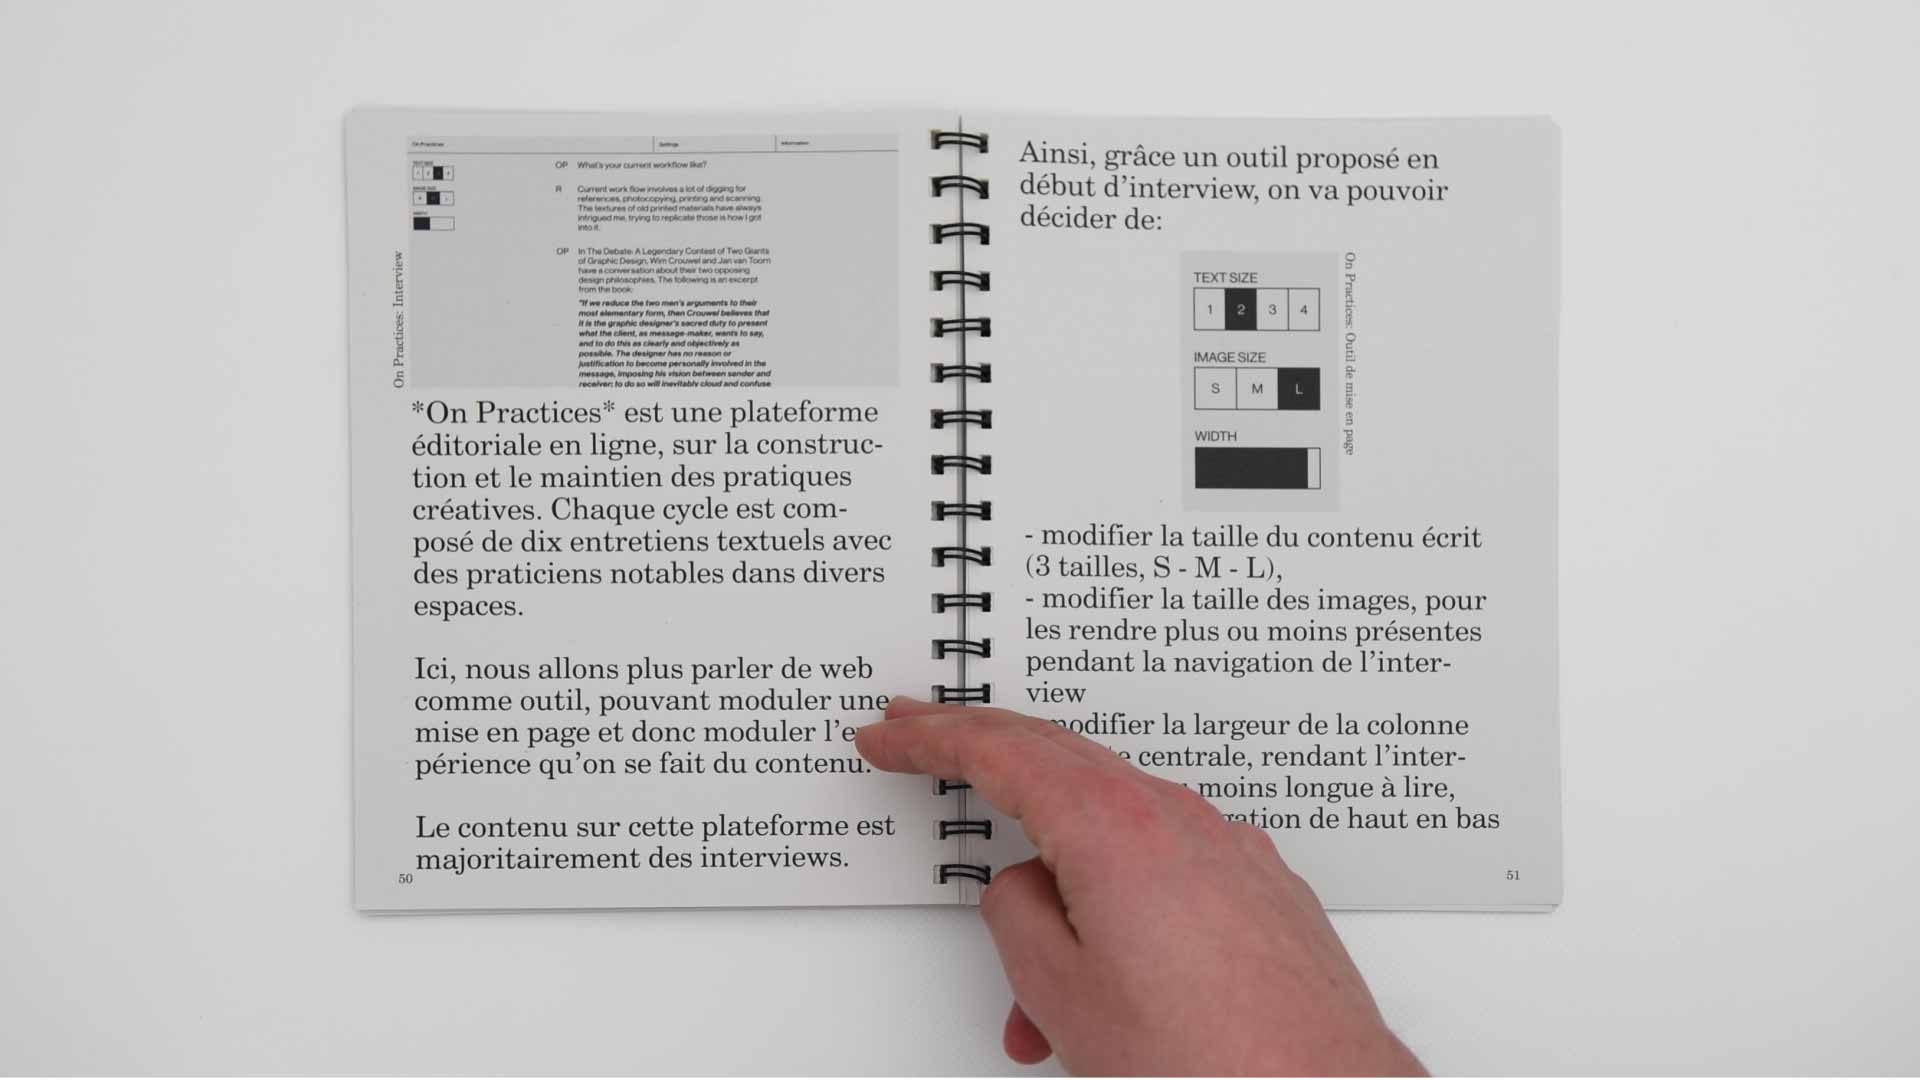 On Practices
Settings
Information
TEXT SIZE
1 2 3 4
IMAGE SIZE
S M L
WIDTH
OP What's your current workflow like?
R Current work flow involves a lot of digging for
references, photocopying, printing and scanning.
The textures of old printed materials have always
intrigued me, trying to replicate those is how I got
into it.
OP In The Debate: A Legendary Contest of Two Giants
of Graphic Design, Wim Crouwel and Jan van Toorn
have a conversation about their two opposing
design philosophies. The following is an excerpt
from the book:
"If we reduce the two men's arguments to their
most elementary form, then Crouwel believes that
it is the graphic designer's sacred duty to present
what the client, as message-maker, wants to say,
and to do this as clearly and objectively as
possible. The designer has no reason or
justification to become personally involved in the
message, imposing his vision between sender and
receiver; to do so will inevitably cloud and confuse
On Practices: Interview
*On Practices* est une plateforme
éditoriale en ligne, sur la construc-
tion et le maintien des pratiques
créatives. Chaque cycle est com-
posé de dix entretiens textuels avec
des praticiens notables dans divers
espaces.
Ici, nous allons plus parler de web
comme outil, pouvant moduler une
mise en page et donc moduler l'e
périence qu'on se fait du contenu.
Le contenu sur cette plateforme est
majoritairement des interviews.
50
Ainsi, grâce un outil proposé en
début d'interview, on va pouvoir
décider de:
TEXT SIZE
1 2 3 4
IMAGE SIZE
S M L
WIDTH
On Practices: Outil de mise en page
- modifier la taille du contenu écrit
(3 tailles, S - M - L),
- modifier la taille des images, pour
les rendre plus ou moins présentes
pendant la navigation de l'inter-
view
modifier la largeur de la colonne
centrale, rendant l'inter-
moins longue à lire,
de haut en bas
51